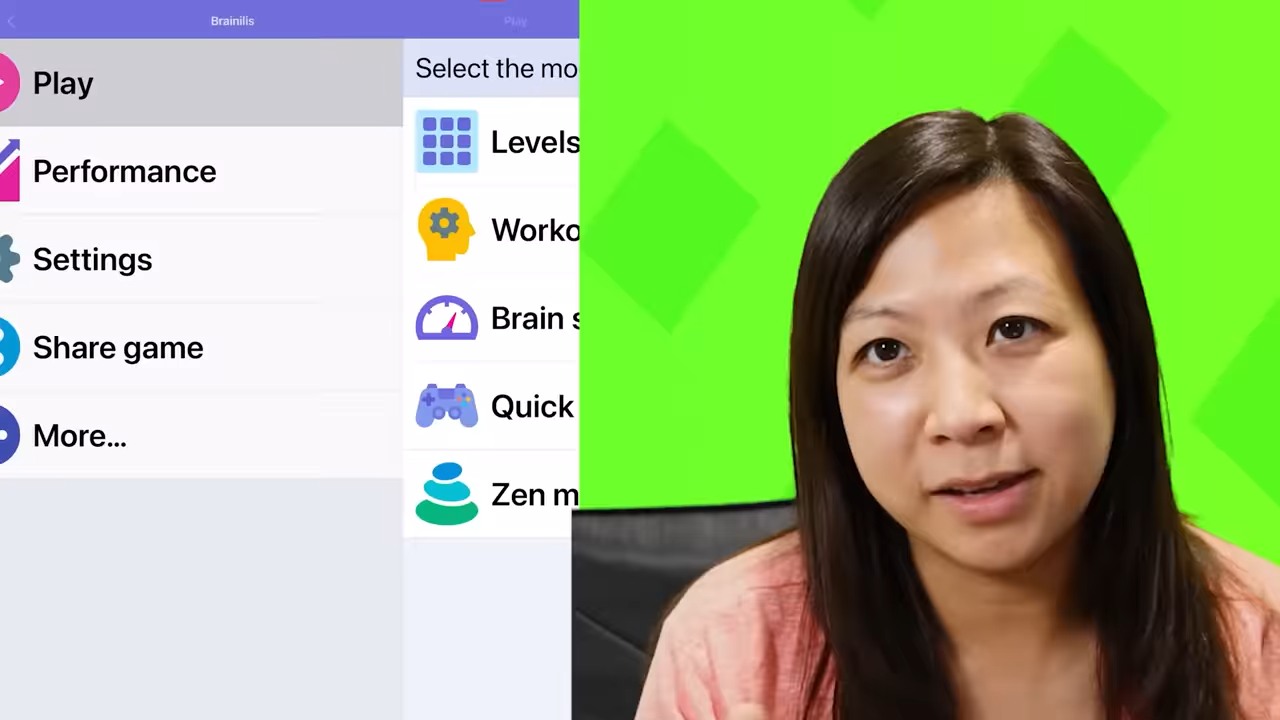 Brainilis
Play
Play
Performance
Settings
Share game
More...
Select the mo
Levels
Worko
Brain s
Quick
Zen m